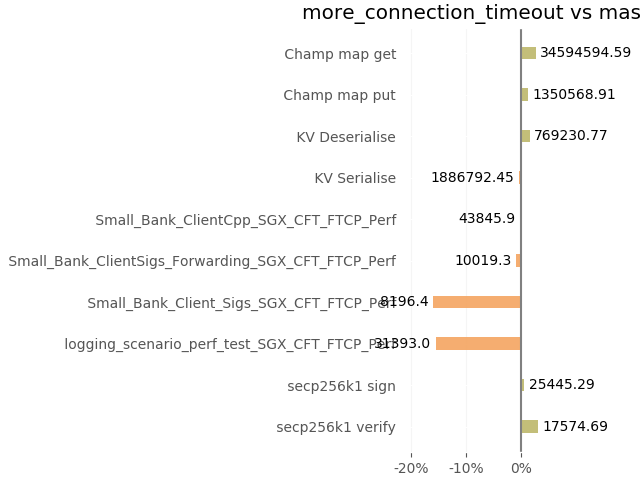 more_connection_timeout vs mas
Champ map get 34594594.59
Champ map put 1350568.91
KV Deserialise 769230.77
KV Serialise 1886792.45
Small_Bank_ClientCpp_SGX_CFT_FTCP_Perf 43845.9
Small_Bank_ClientSigs_Forwarding_SGX_CFT_FTCP_Perf 10019.3
Small_Bank_Client_Sigs_SGX_CFT_FTCP_Perf 8196.4
logging_scenario_perf_test_SGX_CFT_FTCP_Perf 31393.0
secp256k1 sign 25445.29
secp256k1 verify 17574.69
-20% -10% 0%